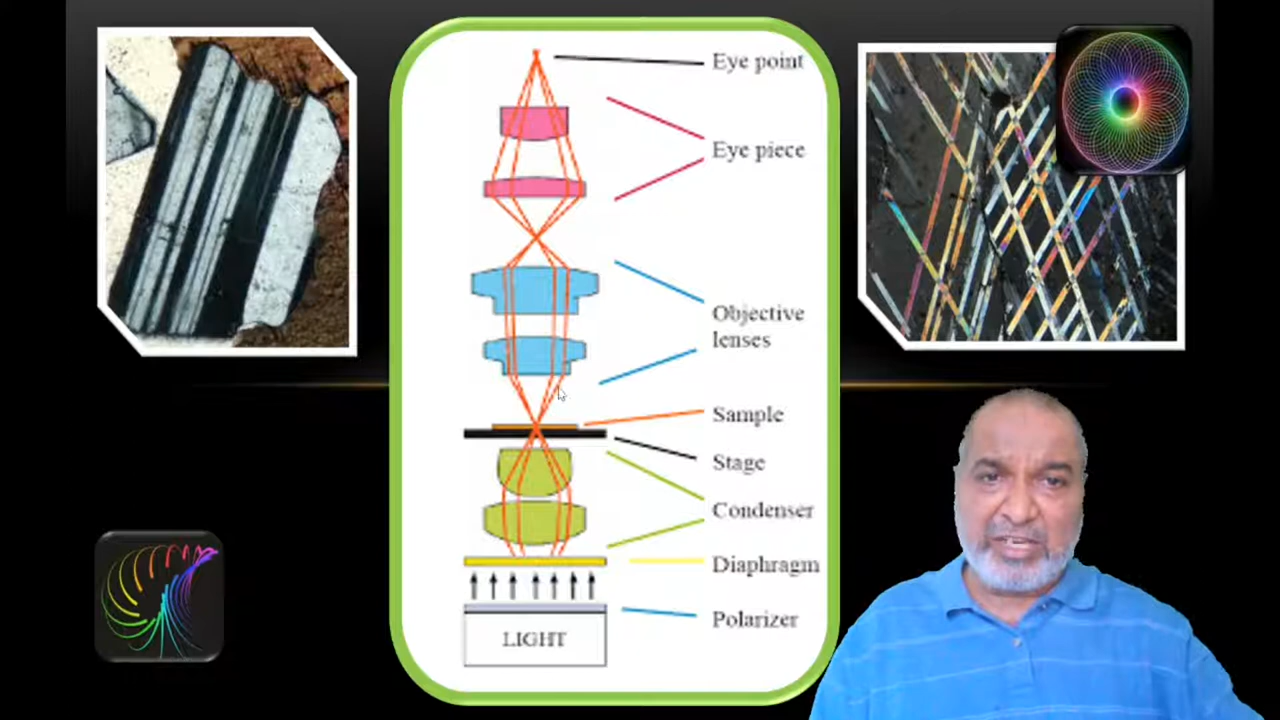 Eye point
Eye piece
Objective
lenses
Sample
Stage
Condenser
Diaphragm
Polarizer
LIGHT